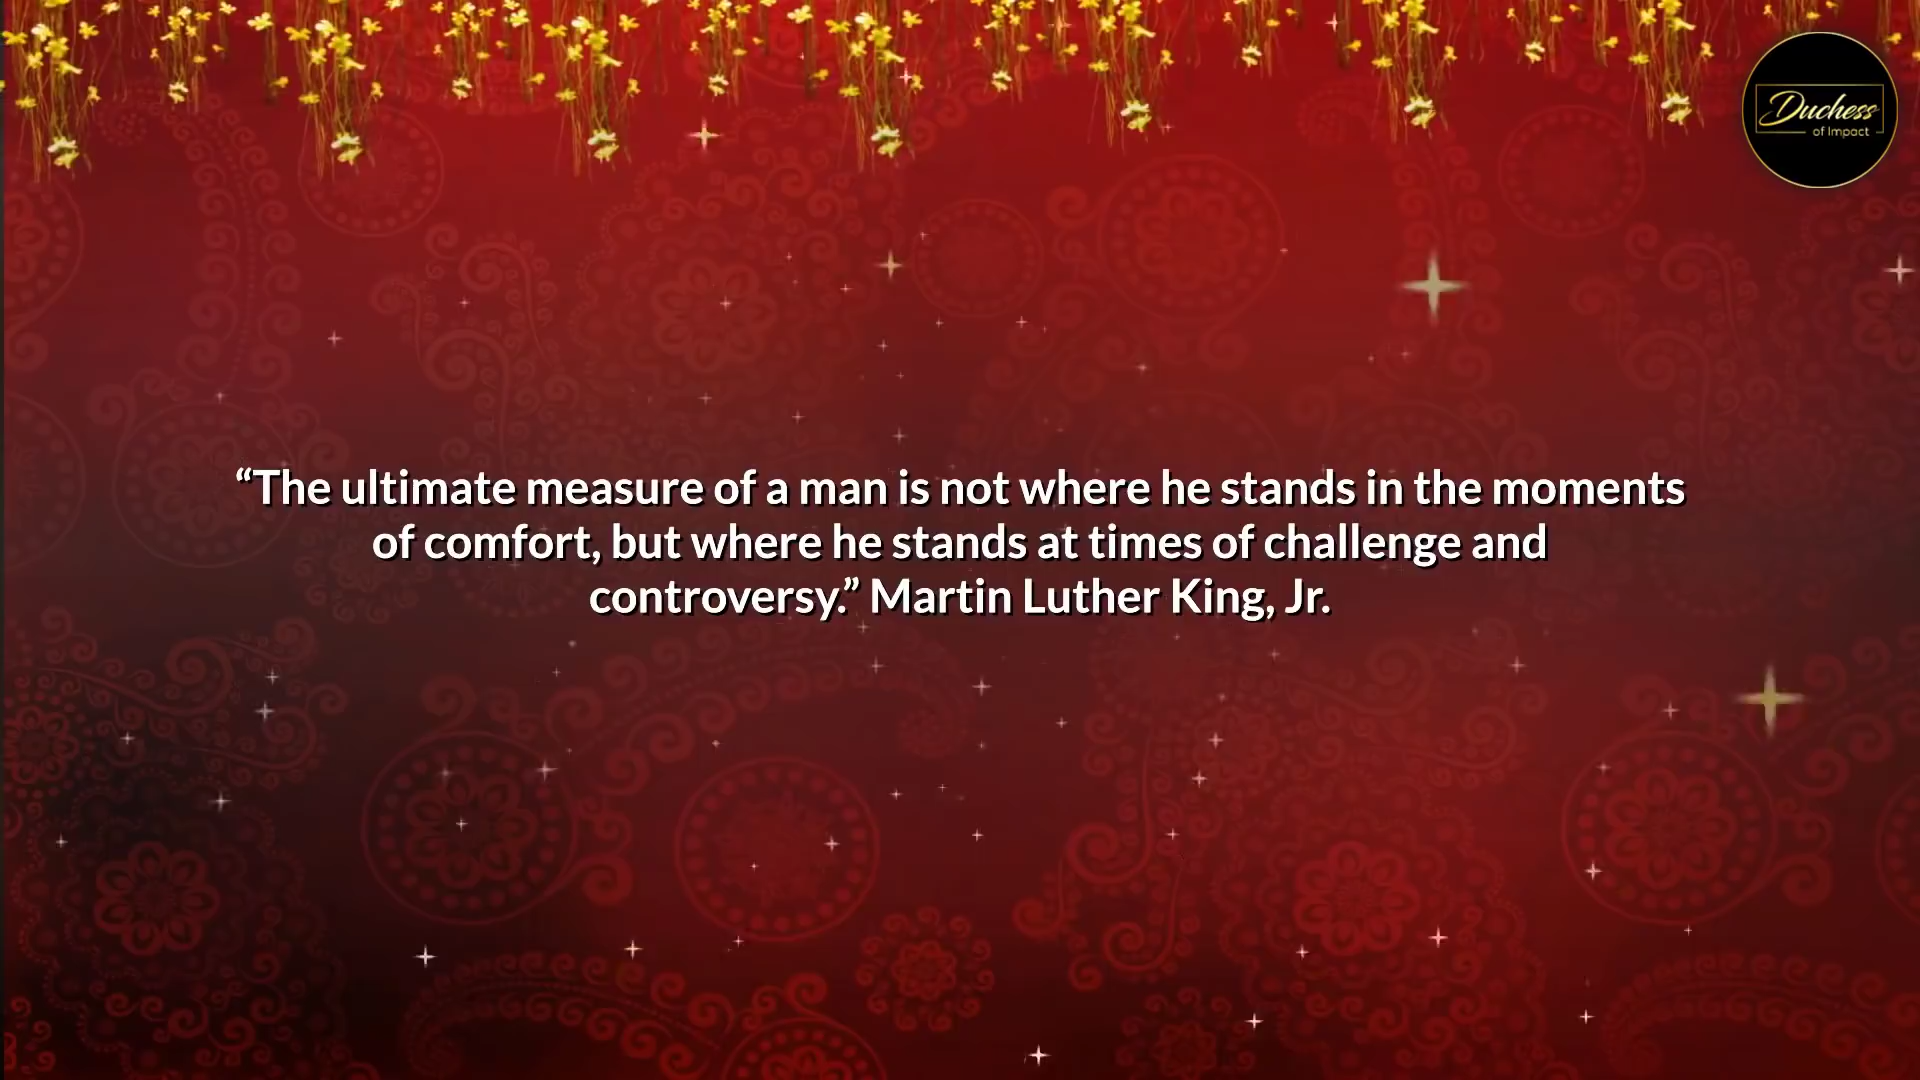 Duchess
of Impact
“The ultimate measure of a man is not where he stands in the moments
of comfort, but where he stands at times of challenge and
controversy.” Martin Luther King, Jr.